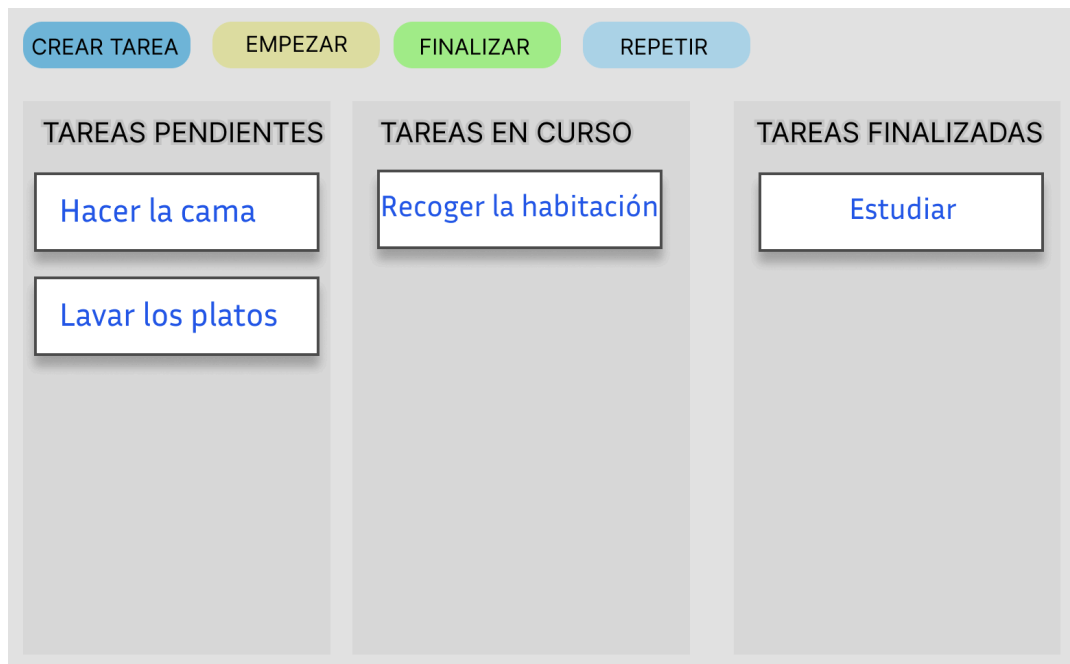 CREAR TAREA
EMPEZAR
FINALIZAR
REPETIR
TAREAS PENDIENTES
Hacer la cama
Lavar los platos
TAREAS EN CURSO
Recoger la habitación
TAREAS FINALIZADAS
Estudiar